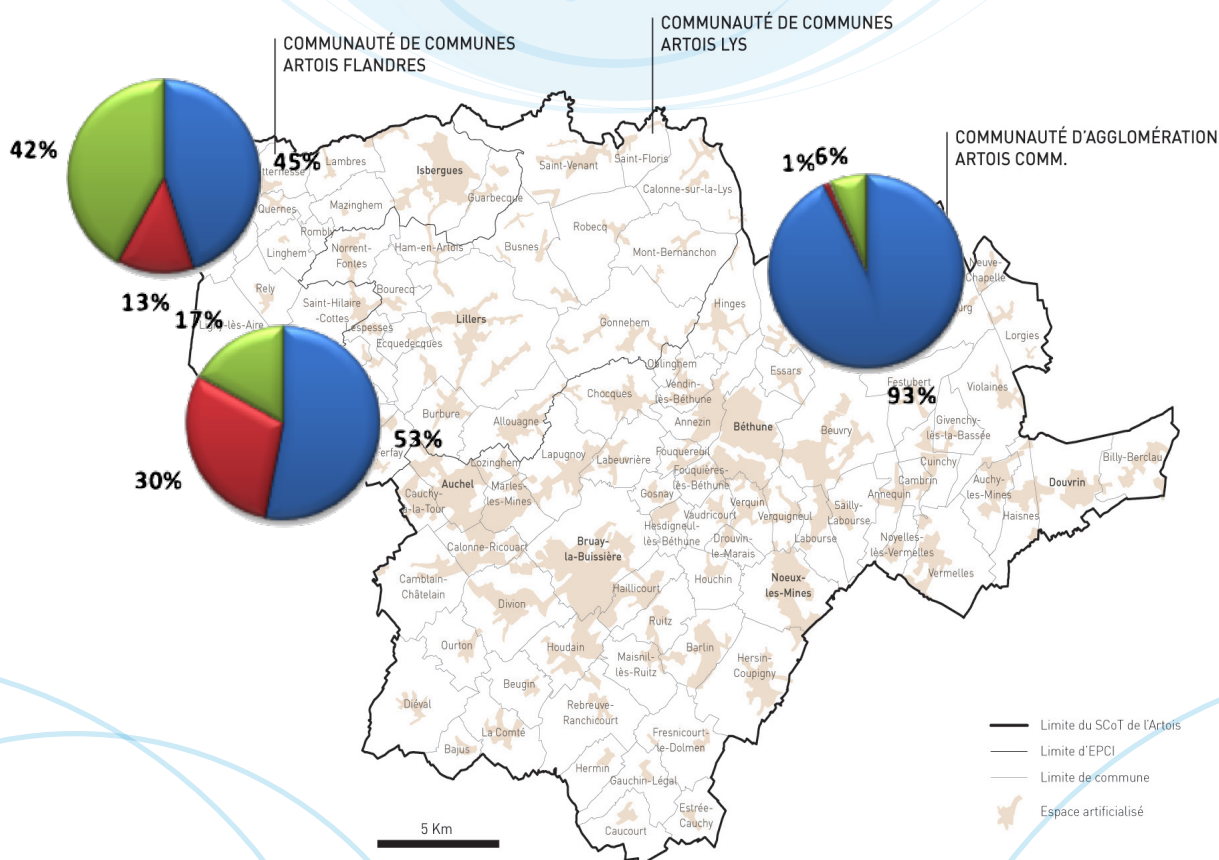 COMMUNAUTÉ DE COMMUNES
ARTOIS LYS
COMMUNAUTÉ DE COMMUNES
ARTOIS FLANDRES
COMMUNAUTÉ D'AGGLOMÉRATION
ARTOIS COMM.
42%
45%
13%
1%
6%
93%
17%
53%
30%
Lambres
Isbergues
Saint-Venant
Saint-Floris
Guarbecque
Calonne-sur-la-Lys
Quernes
Mazinghem
Rombly
Linghem
Norrent-
Fontes
Ham-en-Artois
Busnes
Robecq
Mont-Bernanchon
Neuve-
Chapelle
Rely
Bourecq
Saint-Hilaire
-Cottes
Lillers
Gonnehem
Hinges
Lorgies
Ecquedecques
Oblinghem
Essars
Vendin-
lès-Béthune
Festubert
Violaines
Chocques
Burbure
Allouagne
Annezin
Béthune
Beuvry
Givenchy-
lès-la-Bassée
Lozinghem
Lapugnoy
Labeuvrière
Fouquereuil
Fouquières-
lès-Béthune
Cuinchy
Billy-Berclau
Auchel
Marles-
les-Mines
Cauchy-
à-la-Tour
Gosnay
Verquin
Cambrin
Annequin
Auchy-
les-Mines
Douvrin
Haisnes
Vaudricourt
Verquigneul
Sailly-
Labourse
Hesdigneul-
lès-Béthune
Drouvin-
le-Marais
Labourse
Noyelles-
lès-Vermelles
Vermelles
Calonne-Ricouart
Bruay-
la-Buissière
Camblain-
Châtelain
Haillicourt
Houchin
Noeux-
les-Mines
Divion
Ruitz
Ourton
Houdain
Maisnil-
lès-Ruitz
Barlin
Hersin-
Coupigny
Beugin
Diéval
Rebreuve-
Ranchicourt
La Comté
Bajus
Fresnicourt
-le-Dolmen
Hermin
Gauchin-Légal
Estrée-
Cauchy
Caucourt
5 Km
Limite du SCoT de l'Artois
Limite d'EPCI
Limite de commune
Espace artificialisé